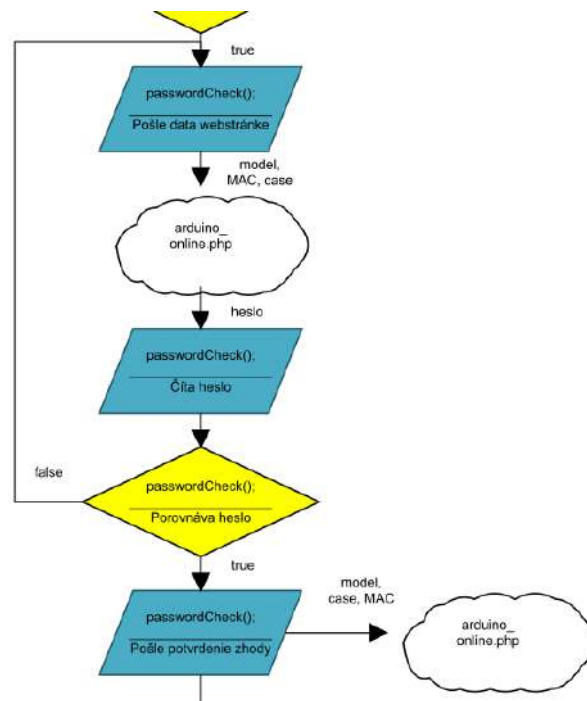 true
passwordCheck();
Pošle data webstránke
model,
MAC, case
arduino_
online.php
heslo
passwordCheck();
Číta heslo
false
passwordCheck();
Porovnáva heslo
true
model,
case, MAC
passwordCheck();
Pošle potvrdenie zhody
arduino_
online.php